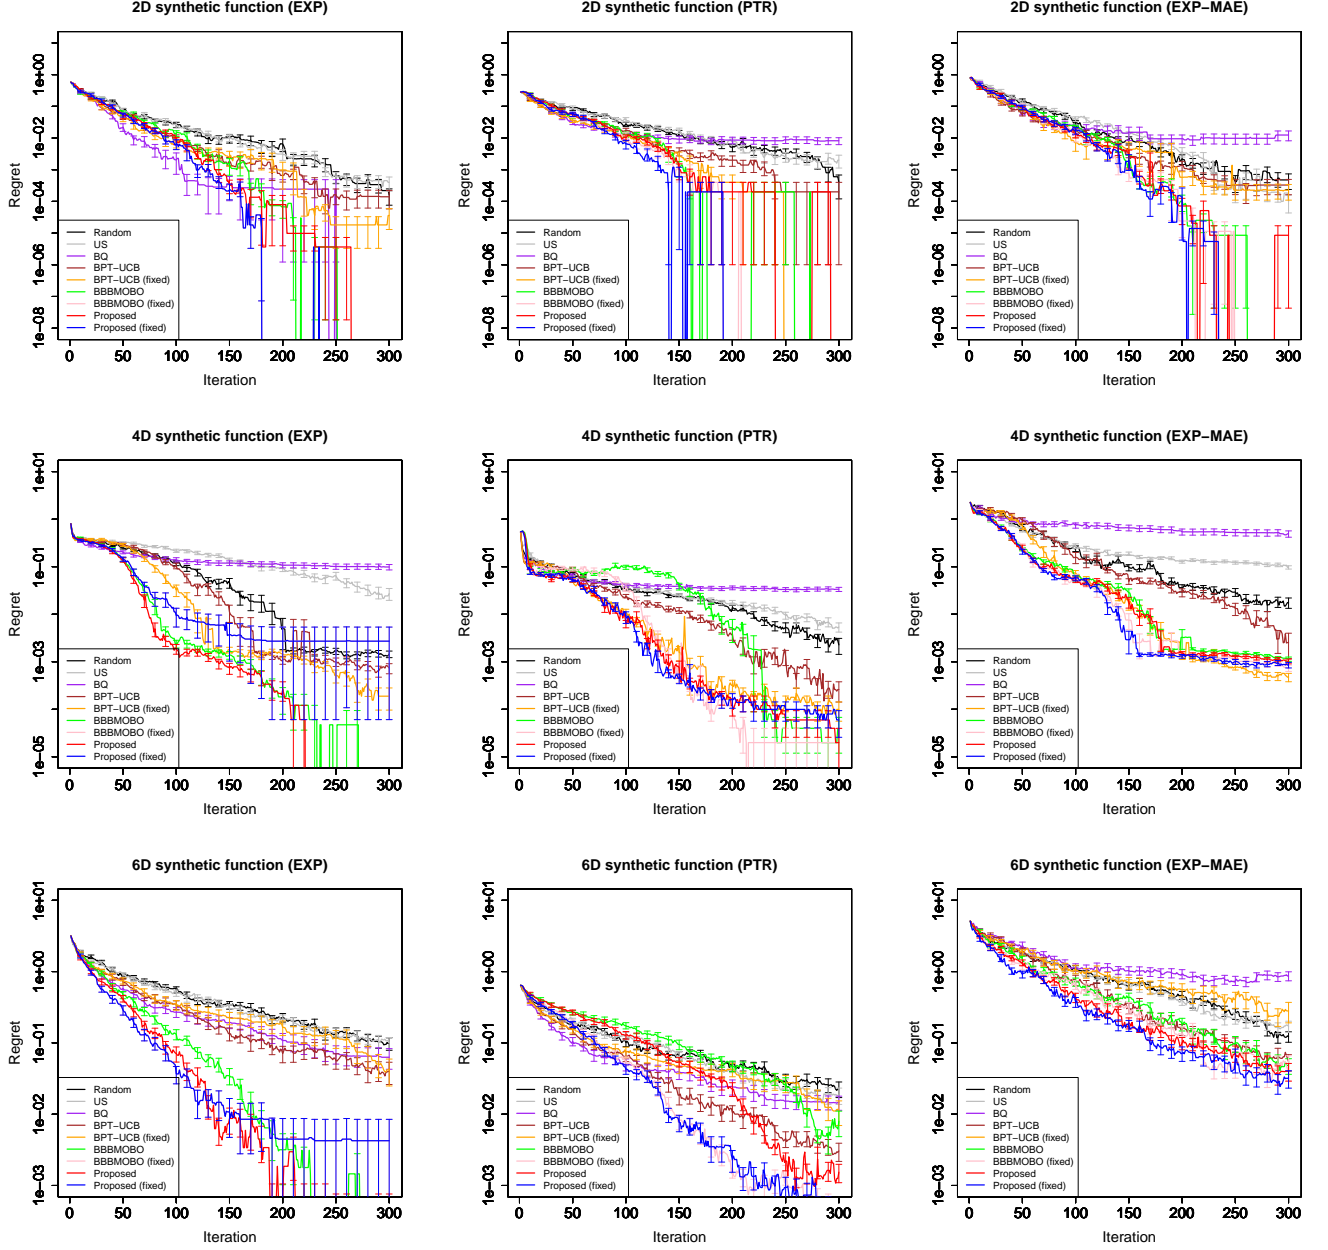 2D synthetic function (EXP)
Regret
1e+00
1e−02
1e−04
1e−06
1e−08
Random
US
BQ
BPT−UCB
BPT−UCB (fixed)
BBBMOBO
BBBMOBO (fixed)
Proposed
Proposed (fixed)
0 50 100 150 200 250 300
Iteration
2D synthetic function (PTR)
Regret
1e+00
1e−02
1e−04
1e−06
1e−08
Random
US
BQ
BPT−UCB
BPT−UCB (fixed)
BBBMOBO
BBBMOBO (fixed)
Proposed
Proposed (fixed)
0 50 100 150 200 250 300
Iteration
2D synthetic function (EXP−MAE)
Regret
1e+00
1e−02
1e−04
1e−06
1e−08
Random
US
BQ
BPT−UCB
BPT−UCB (fixed)
BBBMOBO
BBBMOBO (fixed)
Proposed
Proposed (fixed)
0 50 100 150 200 250 300
Iteration
4D synthetic function (EXP)
Regret
1e+01
1e−01
1e−03
1e−05
Random
US
BQ
BPT−UCB
BPT−UCB (fixed)
BBBMOBO
BBBMOBO (fixed)
Proposed
Proposed (fixed)
0 50 100 150 200 250 300
Iteration
4D synthetic function (PTR)
Regret
1e+01
1e−01
1e−03
1e−05
Random
US
BQ
BPT−UCB
BPT−UCB (fixed)
BBBMOBO
BBBMOBO (fixed)
Proposed
Proposed (fixed)
0 50 100 150 200 250 300
Iteration
4D synthetic function (EXP−MAE)
Regret
1e+01
1e−01
1e−03
1e−05
Random
US
BQ
BPT−UCB
BPT−UCB (fixed)
BBBMOBO
BBBMOBO (fixed)
Proposed
Proposed (fixed)
0 50 100 150 200 250 300
Iteration
6D synthetic function (EXP)
Regret
1e+01
1e+00
1e−01
1e−02
1e−03
Random
US
BQ
BPT−UCB
BPT−UCB (fixed)
BBBMOBO
BBBMOBO (fixed)
Proposed
Proposed (fixed)
0 50 100 150 200 250 300
Iteration
6D synthetic function (PTR)
Regret
1e+01
1e+00
1e−01
1e−02
1e−03
Random
US
BQ
BPT−UCB
BPT−UCB (fixed)
BBBMOBO
BBBMOBO (fixed)
Proposed
Proposed (fixed)
0 50 100 150 200 250 300
Iteration
6D synthetic function (EXP−MAE)
Regret
1e+01
1e+00
1e−01
1e−02
1e−03
Random
US
BQ
BPT−UCB
BPT−UCB (fixed)
BBBMOBO
BBBMOBO (fixed)
Proposed
Proposed (fixed)
0 50 100 150 200 250 300
Iteration